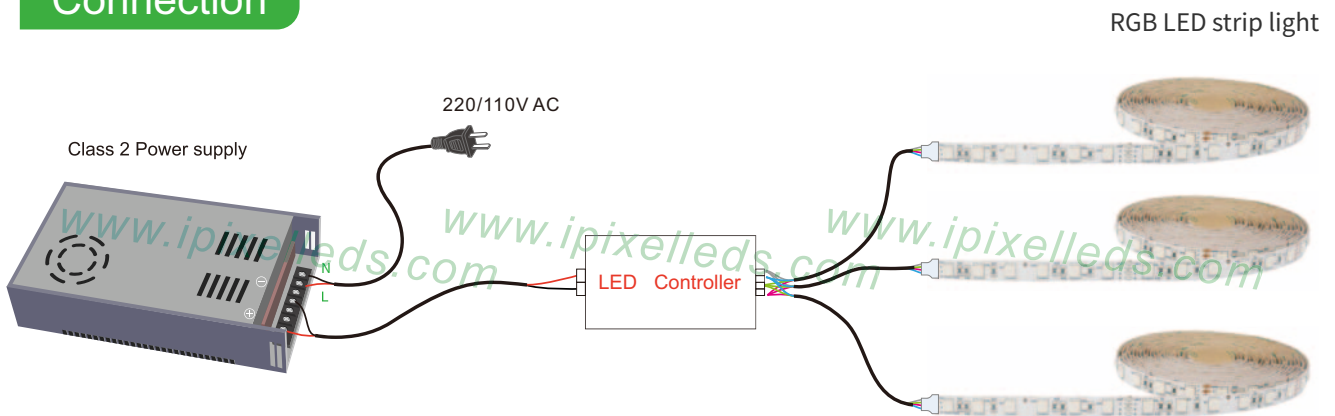 Connection
RGB LED strip light
220/110V AC
Class 2 Power supply
www.ipixelleds.com
www.ipixelleds.com
www.ipixelleds.com
N
L
LED Controller